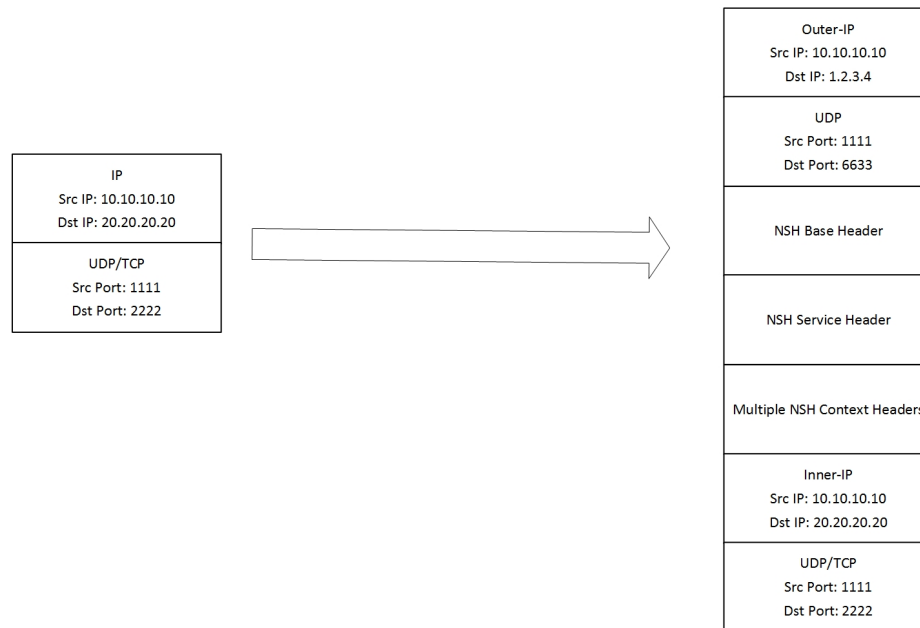 IP
Src IP: 10.10.10.10
Dst IP: 20.20.20.20
UDP/TCP
Src Port: 1111
Dst Port: 2222
Outer-IP
Src IP: 10.10.10.10
Dst IP: 1.2.3.4
UDP
Src Port: 1111
Dst Port: 6633
NSH Base Header
NSH Service Header
Multiple NSH Context Headers
Inner-IP
Src IP: 10.10.10.10
Dst IP: 20.20.20.20
UDP/TCP
Src Port: 1111
Dst Port: 2222